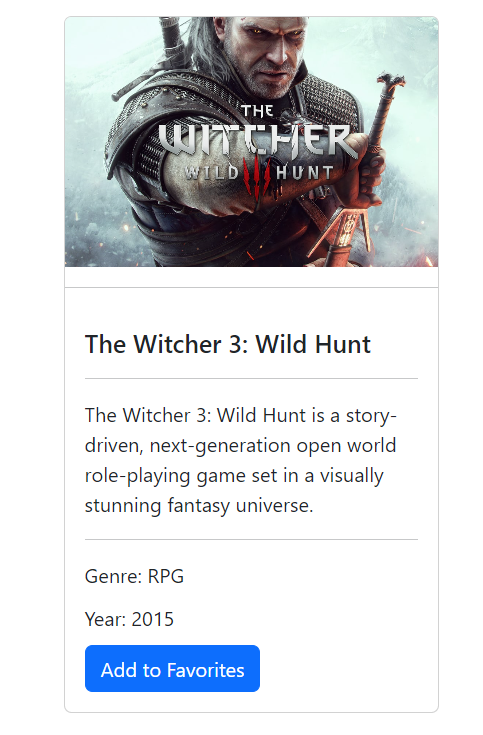 THE
WITCHER
WILD III HUNT
The Witcher 3: Wild Hunt
The Witcher 3: Wild Hunt is a story-
driven, next-generation open world
role-playing game set in a visually
stunning fantasy universe.
Genre: RPG
Year: 2015
Add to Favorites